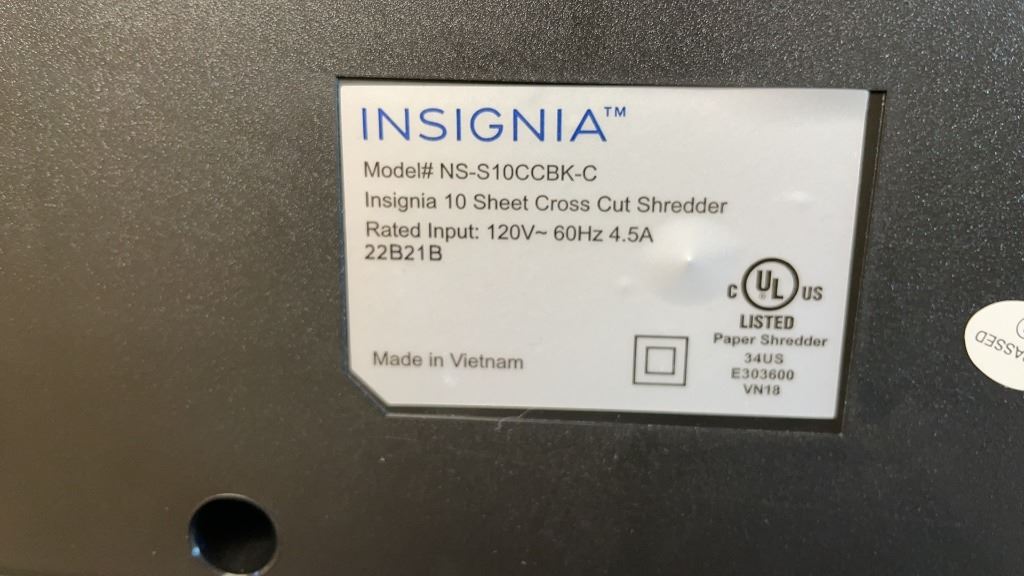 INSIGNIA™
Model# NS-S10CCBK-C
Insignia 10 Sheet Cross Cut Shredder
Rated Input: 120V~ 60Hz 4.5A
22B21B
C UL® US
LISTED
Paper Shredder
34US
E303600
VN18
Made in Vietnam